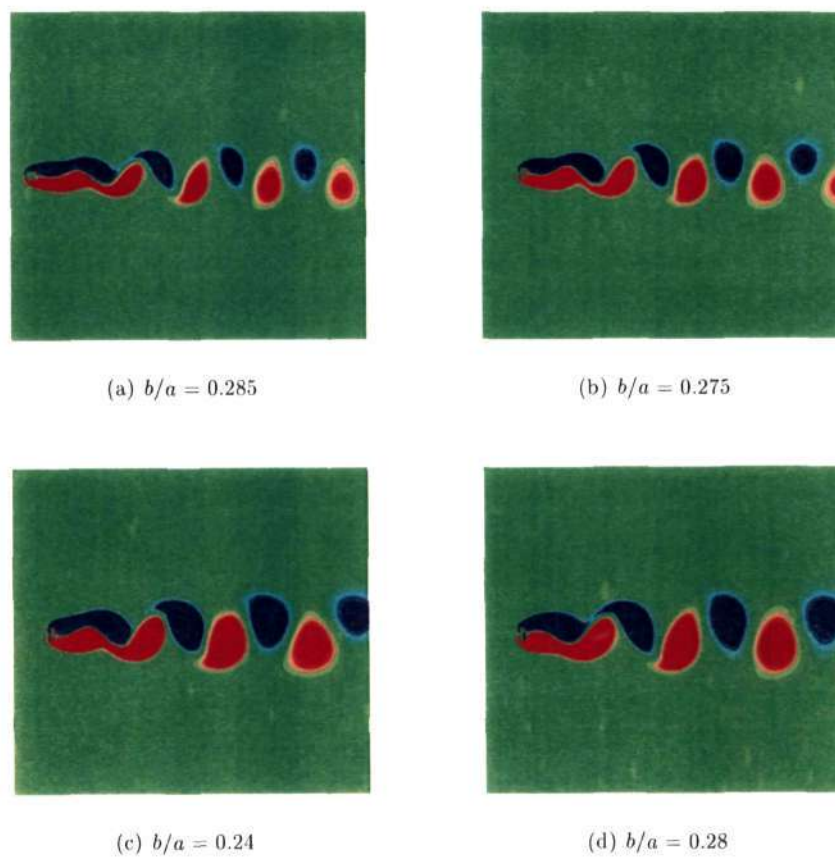 (a) b/a = 0.285
(b) b/a = 0.275
(c) b/a = 0.24
(d) b/a = 0.28